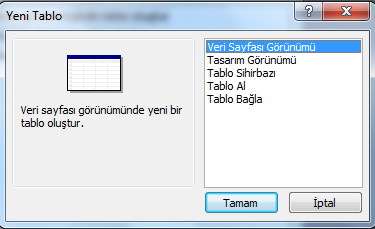 Yeni Tablo
Veri sayfası görünümünde yeni bir
tablo oluştur.
Veri Sayfası Görünümü
Tasarım Görünümü
Tablo Sihirbazı
Tablo Al
Tablo Bağla
Tamam
İptal